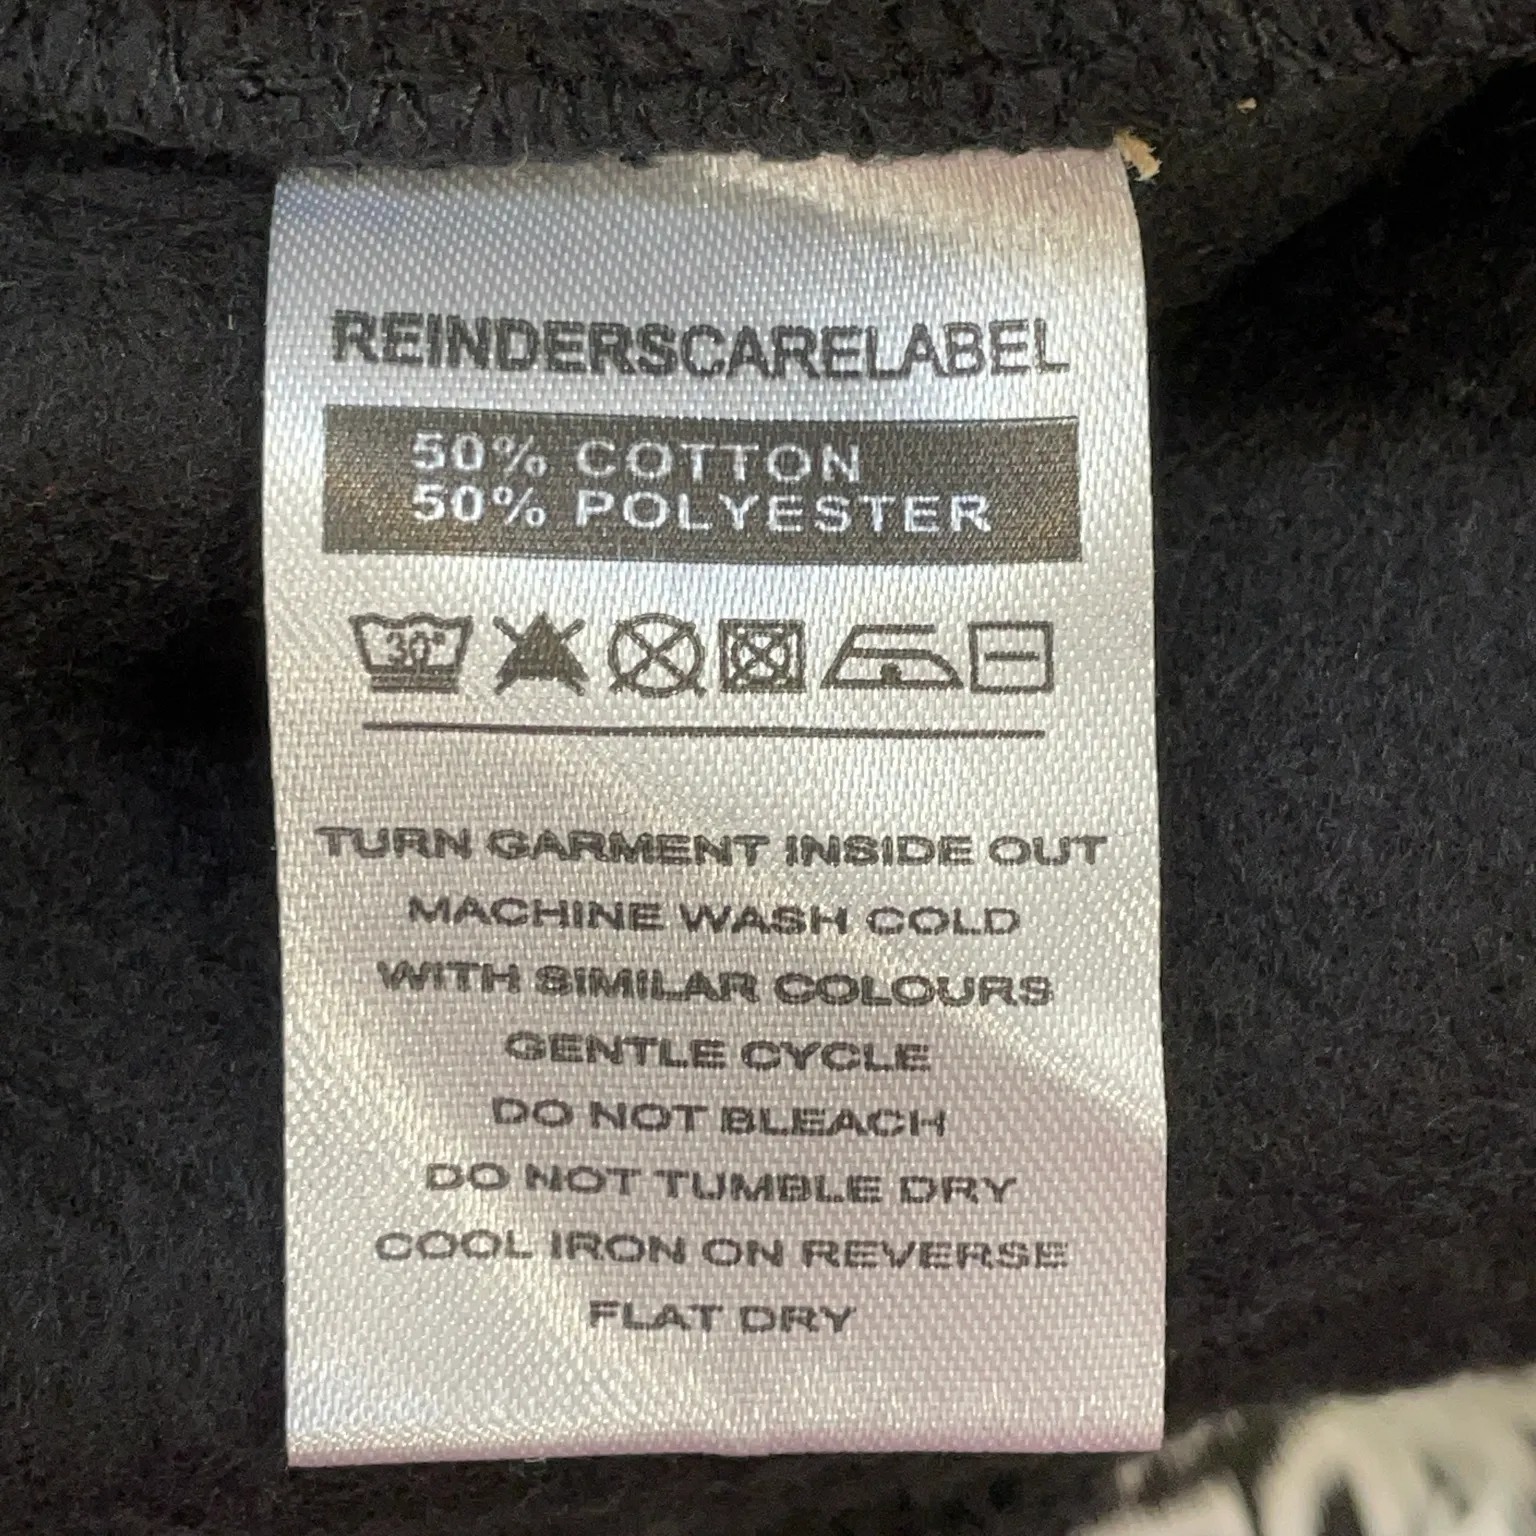 REINDERSCARELABEL
50% COTTON
50% POLYESTER
30°
TURN GARMENT INSIDE OUT
MACHINE WASH COLD
WITH SIMILAR COLOURS
GENTLE CYCLE
DO NOT BLEACH
DO NOT TUMBLE DRY
COOL IRON ON REVERSE
FLAT DRY